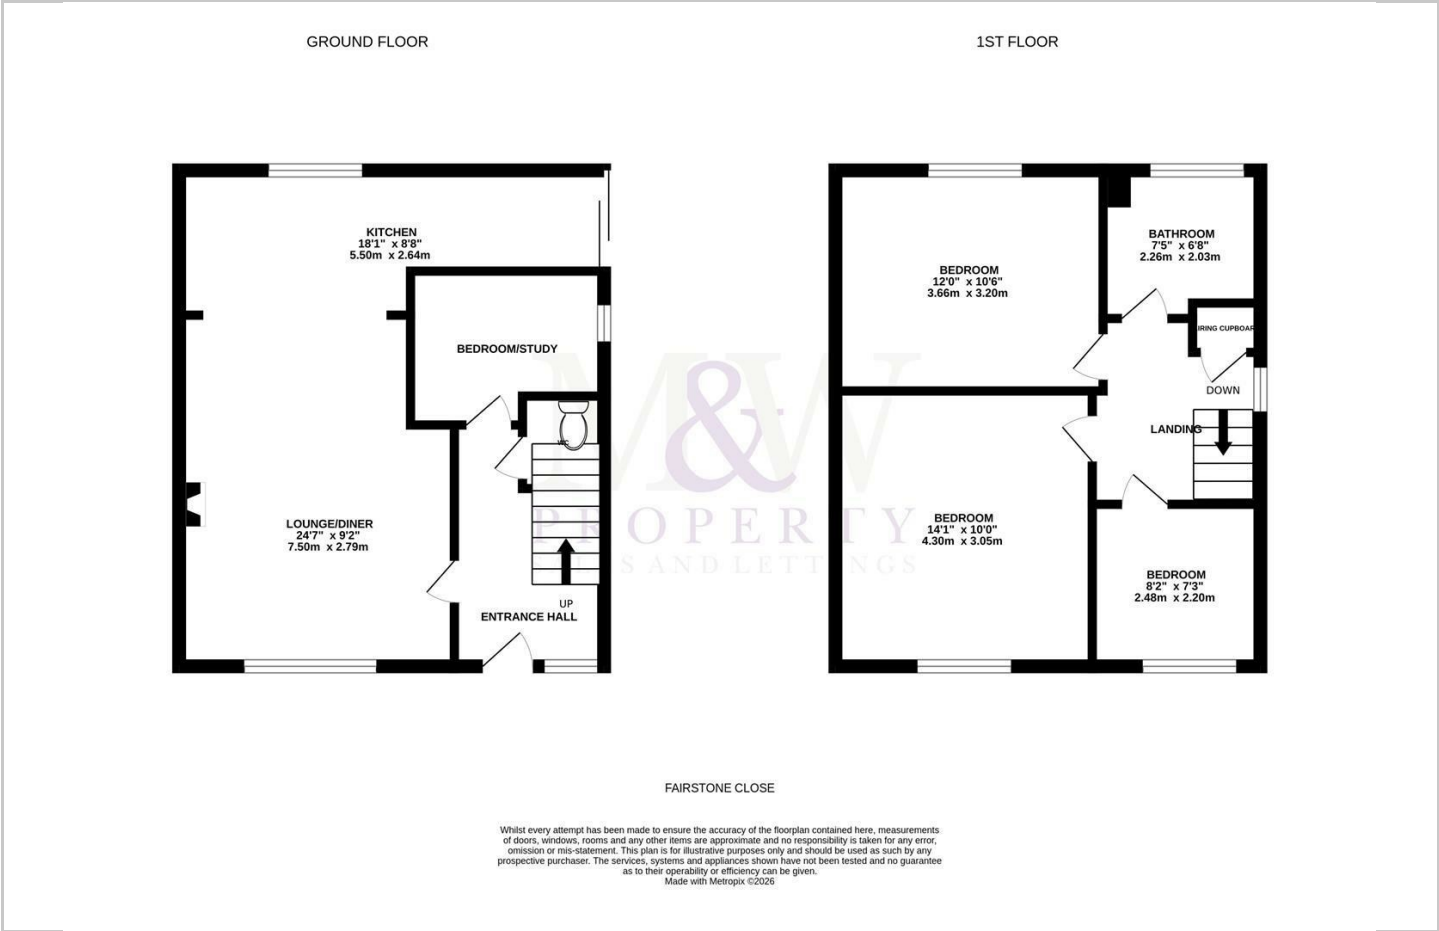 GROUND FLOOR
1ST FLOOR
KITCHEN
18'1" x 8'8"
5.50m x 2.64m
BEDROOM/STUDY
WC
LOUNGE/DINER
24'7" x 9'2"
7.50m x 2.79m
UP
ENTRANCE HALL
BEDROOM
12'0" x 10'6"
3.66m x 3.20m
BATHROOM
7'5" x 6'8"
2.26m x 2.03m
IRING CUPBOAR
DOWN
LANDING
BEDROOM
14'1" x 10'0"
4.30m x 3.05m
BEDROOM
8'2" x 7'3"
2.48m x 2.20m
M&W
PROPERTY
SALES AND LETTINGS
FAIRSTONE CLOSE
Whilst every attempt has been made to ensure the accuracy of the floorplan contained here, measurements
of doors, windows, rooms and any other items are approximate and no responsibility is taken for any error,
omission or mis-statement. This plan is for illustrative purposes only and should be used as such by any
prospective purchaser. The services, systems and appliances shown have not been tested and no guarantee
as to their operability or efficiency can be given.
Made with Metropix ©2026